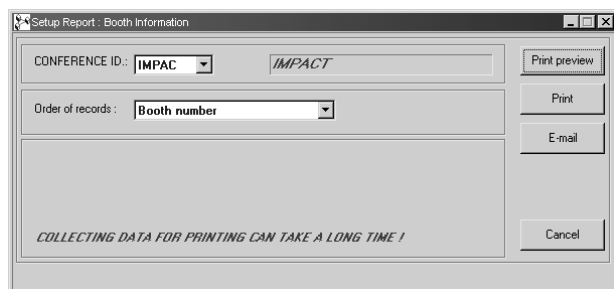 Setup Report : Booth Information
CONFERENCE ID.: IMPAC IMPACT
Print preview
Order of records : Booth number
Print
E-mail
COLLECTING DATA FOR PRINTING CAN TAKE A LONG TIME !
Cancel